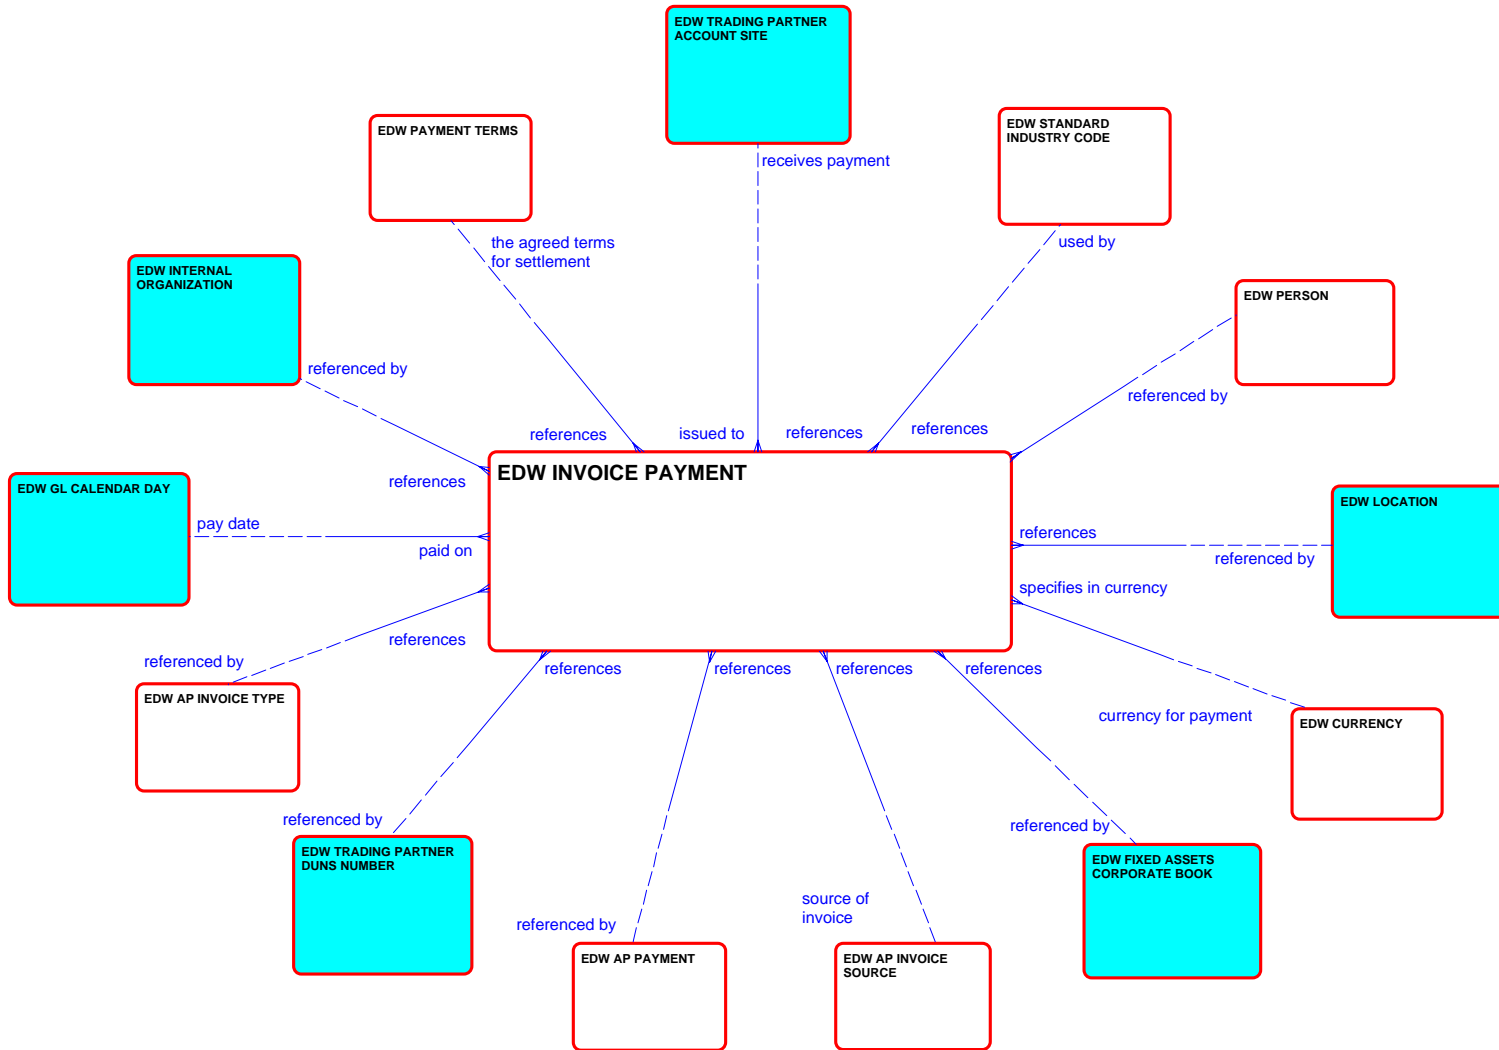 EDW TRADING PARTNER
ACCOUNT SITE
EDW PAYMENT TERMS
EDW STANDARD
INDUSTRY CODE
receives payment
the agreed terms
for settlement
used by
EDW INTERNAL
ORGANIZATION
EDW PERSON
referenced by
referenced by
references
issued to
references
references
EDW INVOICE PAYMENT
references
EDW GL CALENDAR DAY
EDW LOCATION
pay date
paid on
references
referenced by
specifies in currency
references
referenced by
references
references
references
references
EDW AP INVOICE TYPE
currency for payment
EDW CURRENCY
referenced by
referenced by
EDW TRADING PARTNER
DUNS NUMBER
EDW FIXED ASSETS
CORPORATE BOOK
source of
invoice
referenced by
EDW AP PAYMENT
EDW AP INVOICE
SOURCE